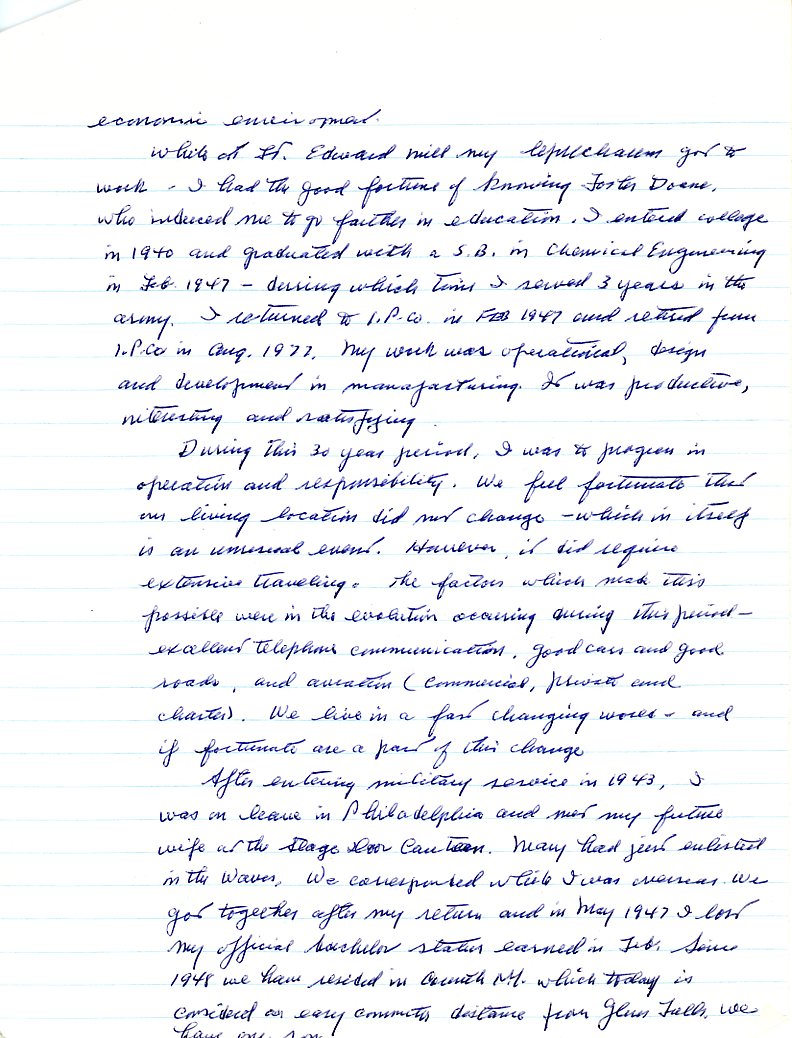 economic enviropment.
While at Ft. Edward mill my leprechauns got to
work - I had the good fortune of knowing Foster Doane,
who induced me to go farther in education. I entered college
in 1940 and graduated with a S.B. in Chemical Engineering
in Feb. 1947 - during which time I served 3 years in the
army. I returned to I.P.Co. in FEB 1947 and retired from
I.P.Co in Aug. 1977. My work was operational, design
and development in manufacturing. It was productive,
interesting and satisfying.
During this 30 year period, I was to progress in
operation and responsibility. We feel fortunate that
our living location did not change - which in itself
is an unusual event. However, it did require
extensive traveling. The factors which made this
possible were in the evolution occuring during this period -
excellent telephone communication, good cars and good
roads, and aviation (commercial, private and
charter). We live in a fast changing world - and
if fortunate are a part of this change
After entering military service in 1943, I
was on leave in Philadelphia and met my future
wife at the Stage Door Canteen. Mary had just enlisted
in the Waves. We corresponded while I was overseas. We
got together after my return and in May 1947 I lost
my official bachelor status earned in Feb. Since
1948 we have resided in Corinth N.Y. which today is
considered an easy commuter distance from Glens Falls. We
have one son